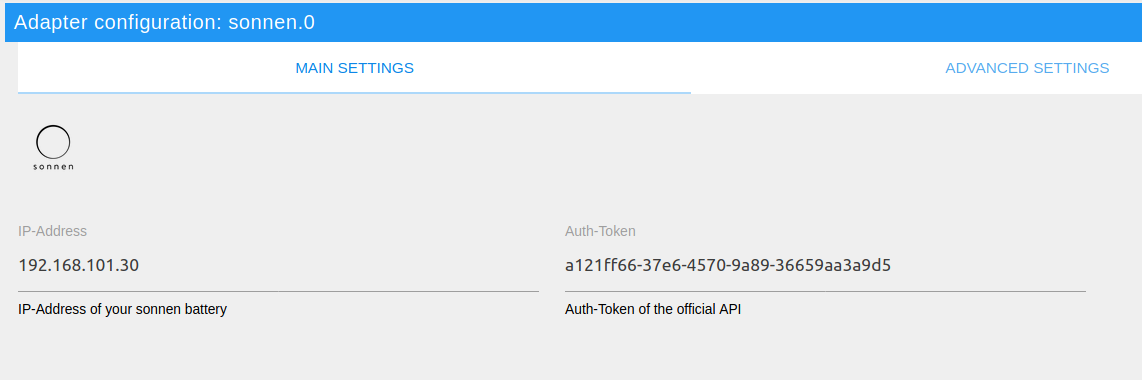 Adapter configuration: sonnen.0
MAIN SETTINGS
ADVANCED SETTINGS
sonnen
IP-Address
Auth-Token
192.168.101.30
a121ff66-37e6-4570-9a89-36659aa3a9d5
IP-Address of your sonnen battery
Auth-Token of the official API